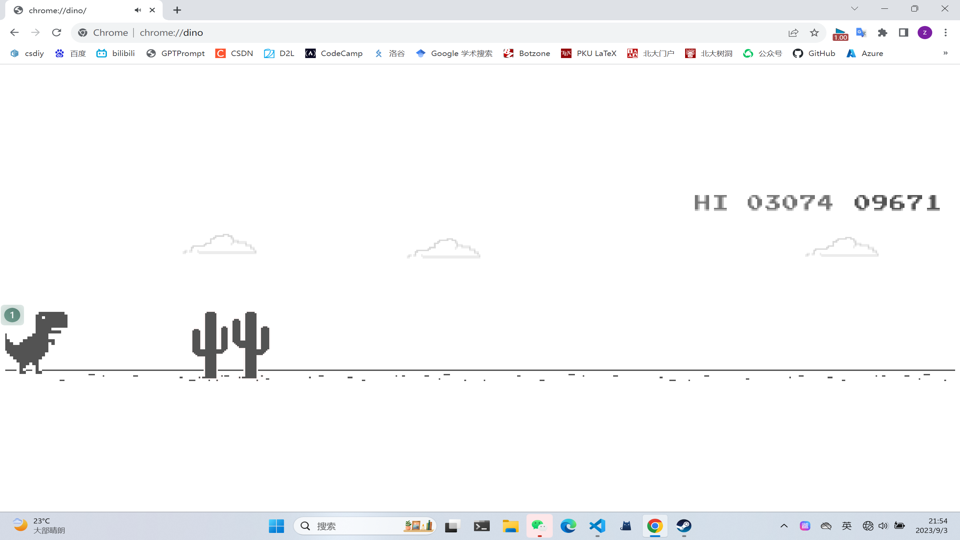 chrome://dino/
Chrome | chrome://dino
1.00
z
csdiy 百度 bilibili GPTPrompt CSDN D2L CodeCamp 洛谷 Google 学术搜索 Botzone PKU LaTeX 北大门户 北大树洞 公众号 GitHub Azure »
HI 03074 09671
1
23°C
大部晴朗
搜索
英
21:54
2023/9/3